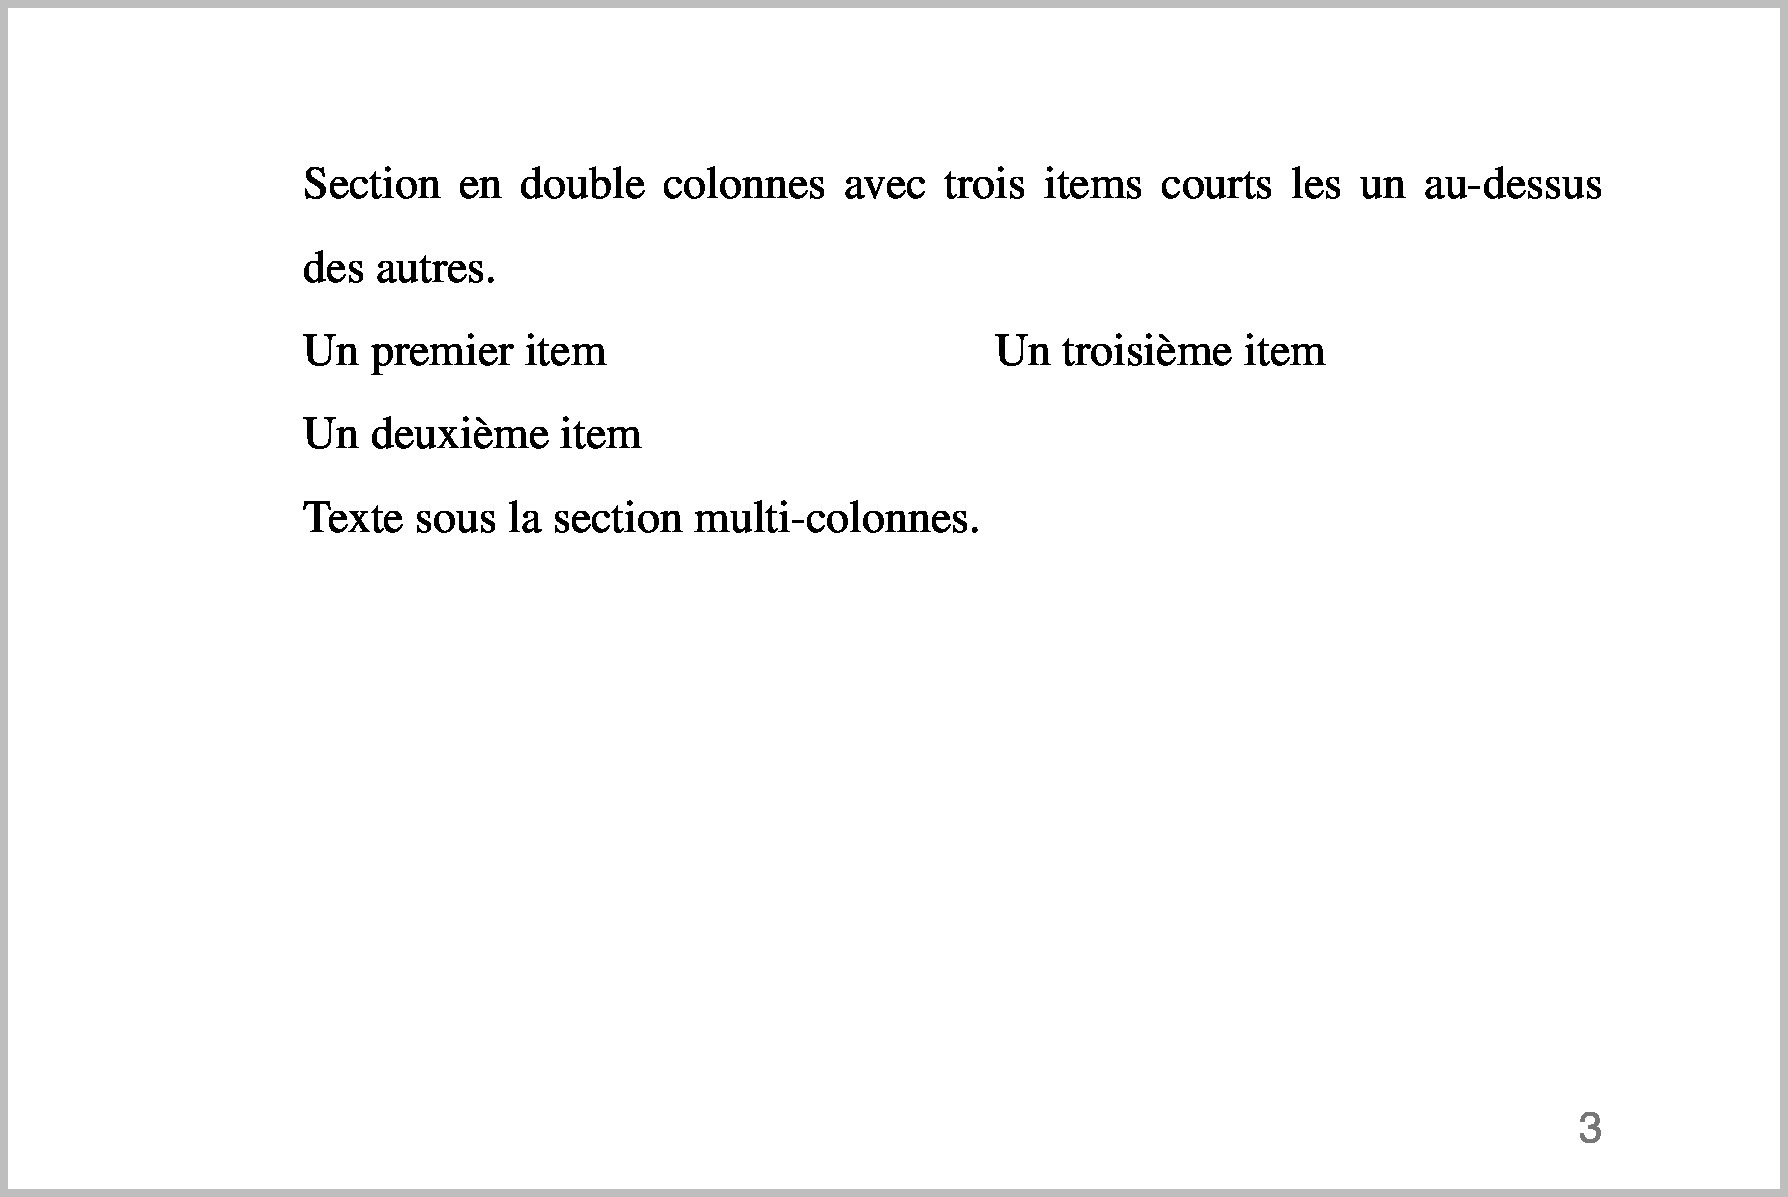 Section en double colonnes avec trois items courts les un au-dessus
des autres.
Un premier item
Un deuxième item
Un troisième item
Texte sous la section multi-colonnes.
3